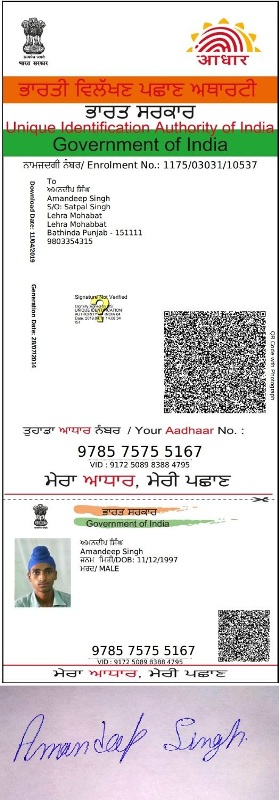 ਭਾਰਤ ਸਰਕਾਰ
ਆਧਾਰ
ਭਾਰਤੀ ਵਿਲੱਖਣ ਪਛਾਣ ਅਥਾਰਟੀ
ਭਾਰਤ ਸਰਕਾਰ
Unique Identification Authority of India
Government of India
ਨਾਮਜ਼ਦਗੀ ਨੰਬਰ/ Enrolment No.: 1175/03031/10537
Download Date: 11/04/2019
Generation Date: 28/07/2014
To
ਅਮਨਦੀਪ ਸਿੰਘ
Amandeep Singh
S/O: Satpal Singh
Lehra Mohabat
Lehra Mohabbat
Bathinda Punjab - 151111
9803354315
Signature Not Verified
QR Code with Photograph
ਤੁਹਾਡਾ ਆਧਾਰ ਨੰਬਰ / Your Aadhaar No. :
9785 7575 5167
VID : 9172 5089 8388 4795
ਮੇਰਾ ਆਧਾਰ, ਮੇਰੀ ਪਛਾਣ
ਭਾਰਤ ਸਰਕਾਰ
Government of India
ਅਮਨਦੀਪ ਸਿੰਘ
Amandeep Singh
ਜਨਮ ਮਿਤੀ/DOB: 11/12/1997
ਮਰਦ/ MALE
9785 7575 5167
VID : 9172 5089 8388 4795
ਮੇਰਾ ਆਧਾਰ, ਮੇਰੀ ਪਛਾਣ
Amandeep Singh